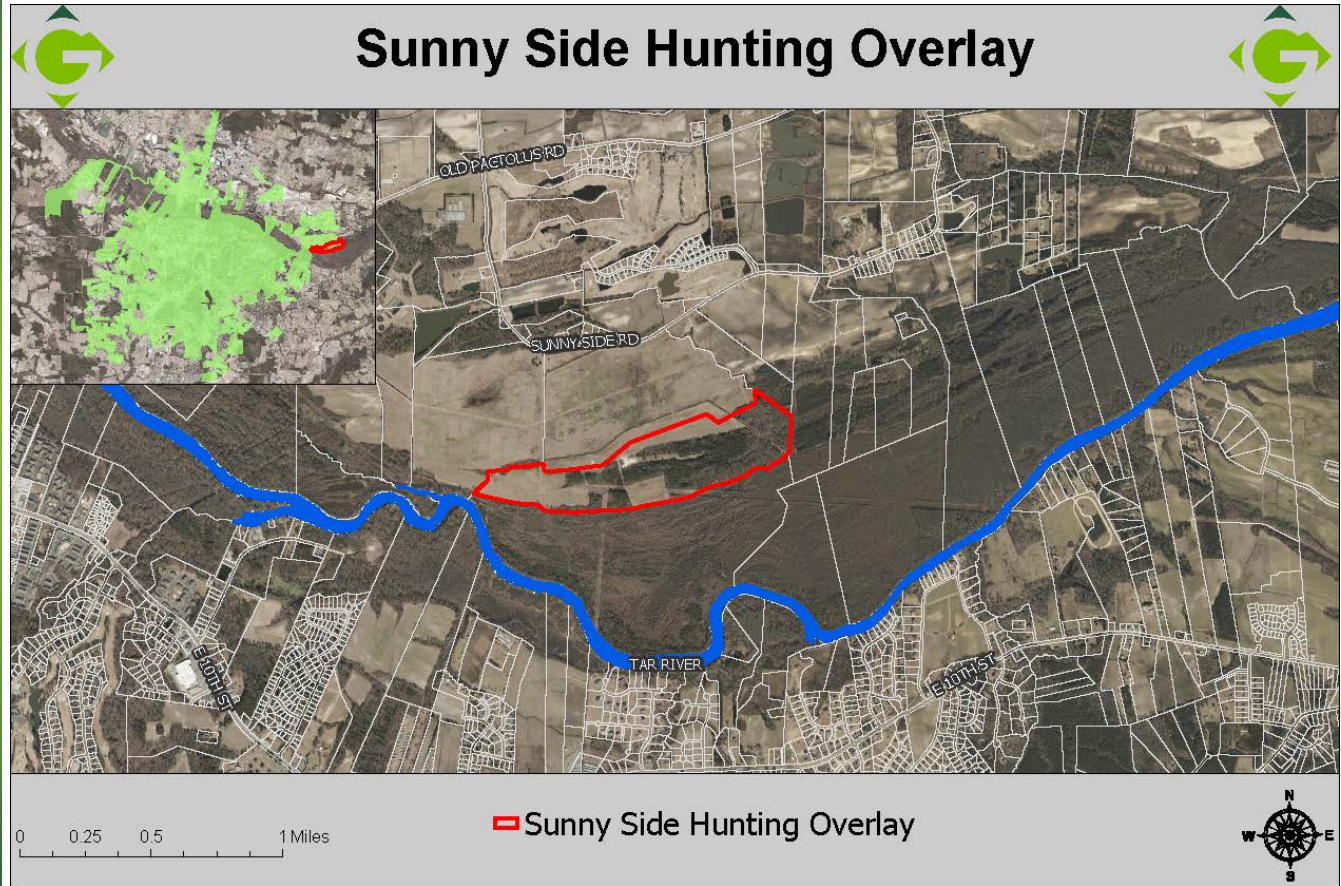 Sunny Side Hunting Overlay
OLD PACTOLUS RD
SUNNY SIDE RD
TAR RIVER
E 10TH ST
E 10TH ST
Sunny Side Hunting Overlay
0 0.25 0.5 1 Miles
N
W E
S